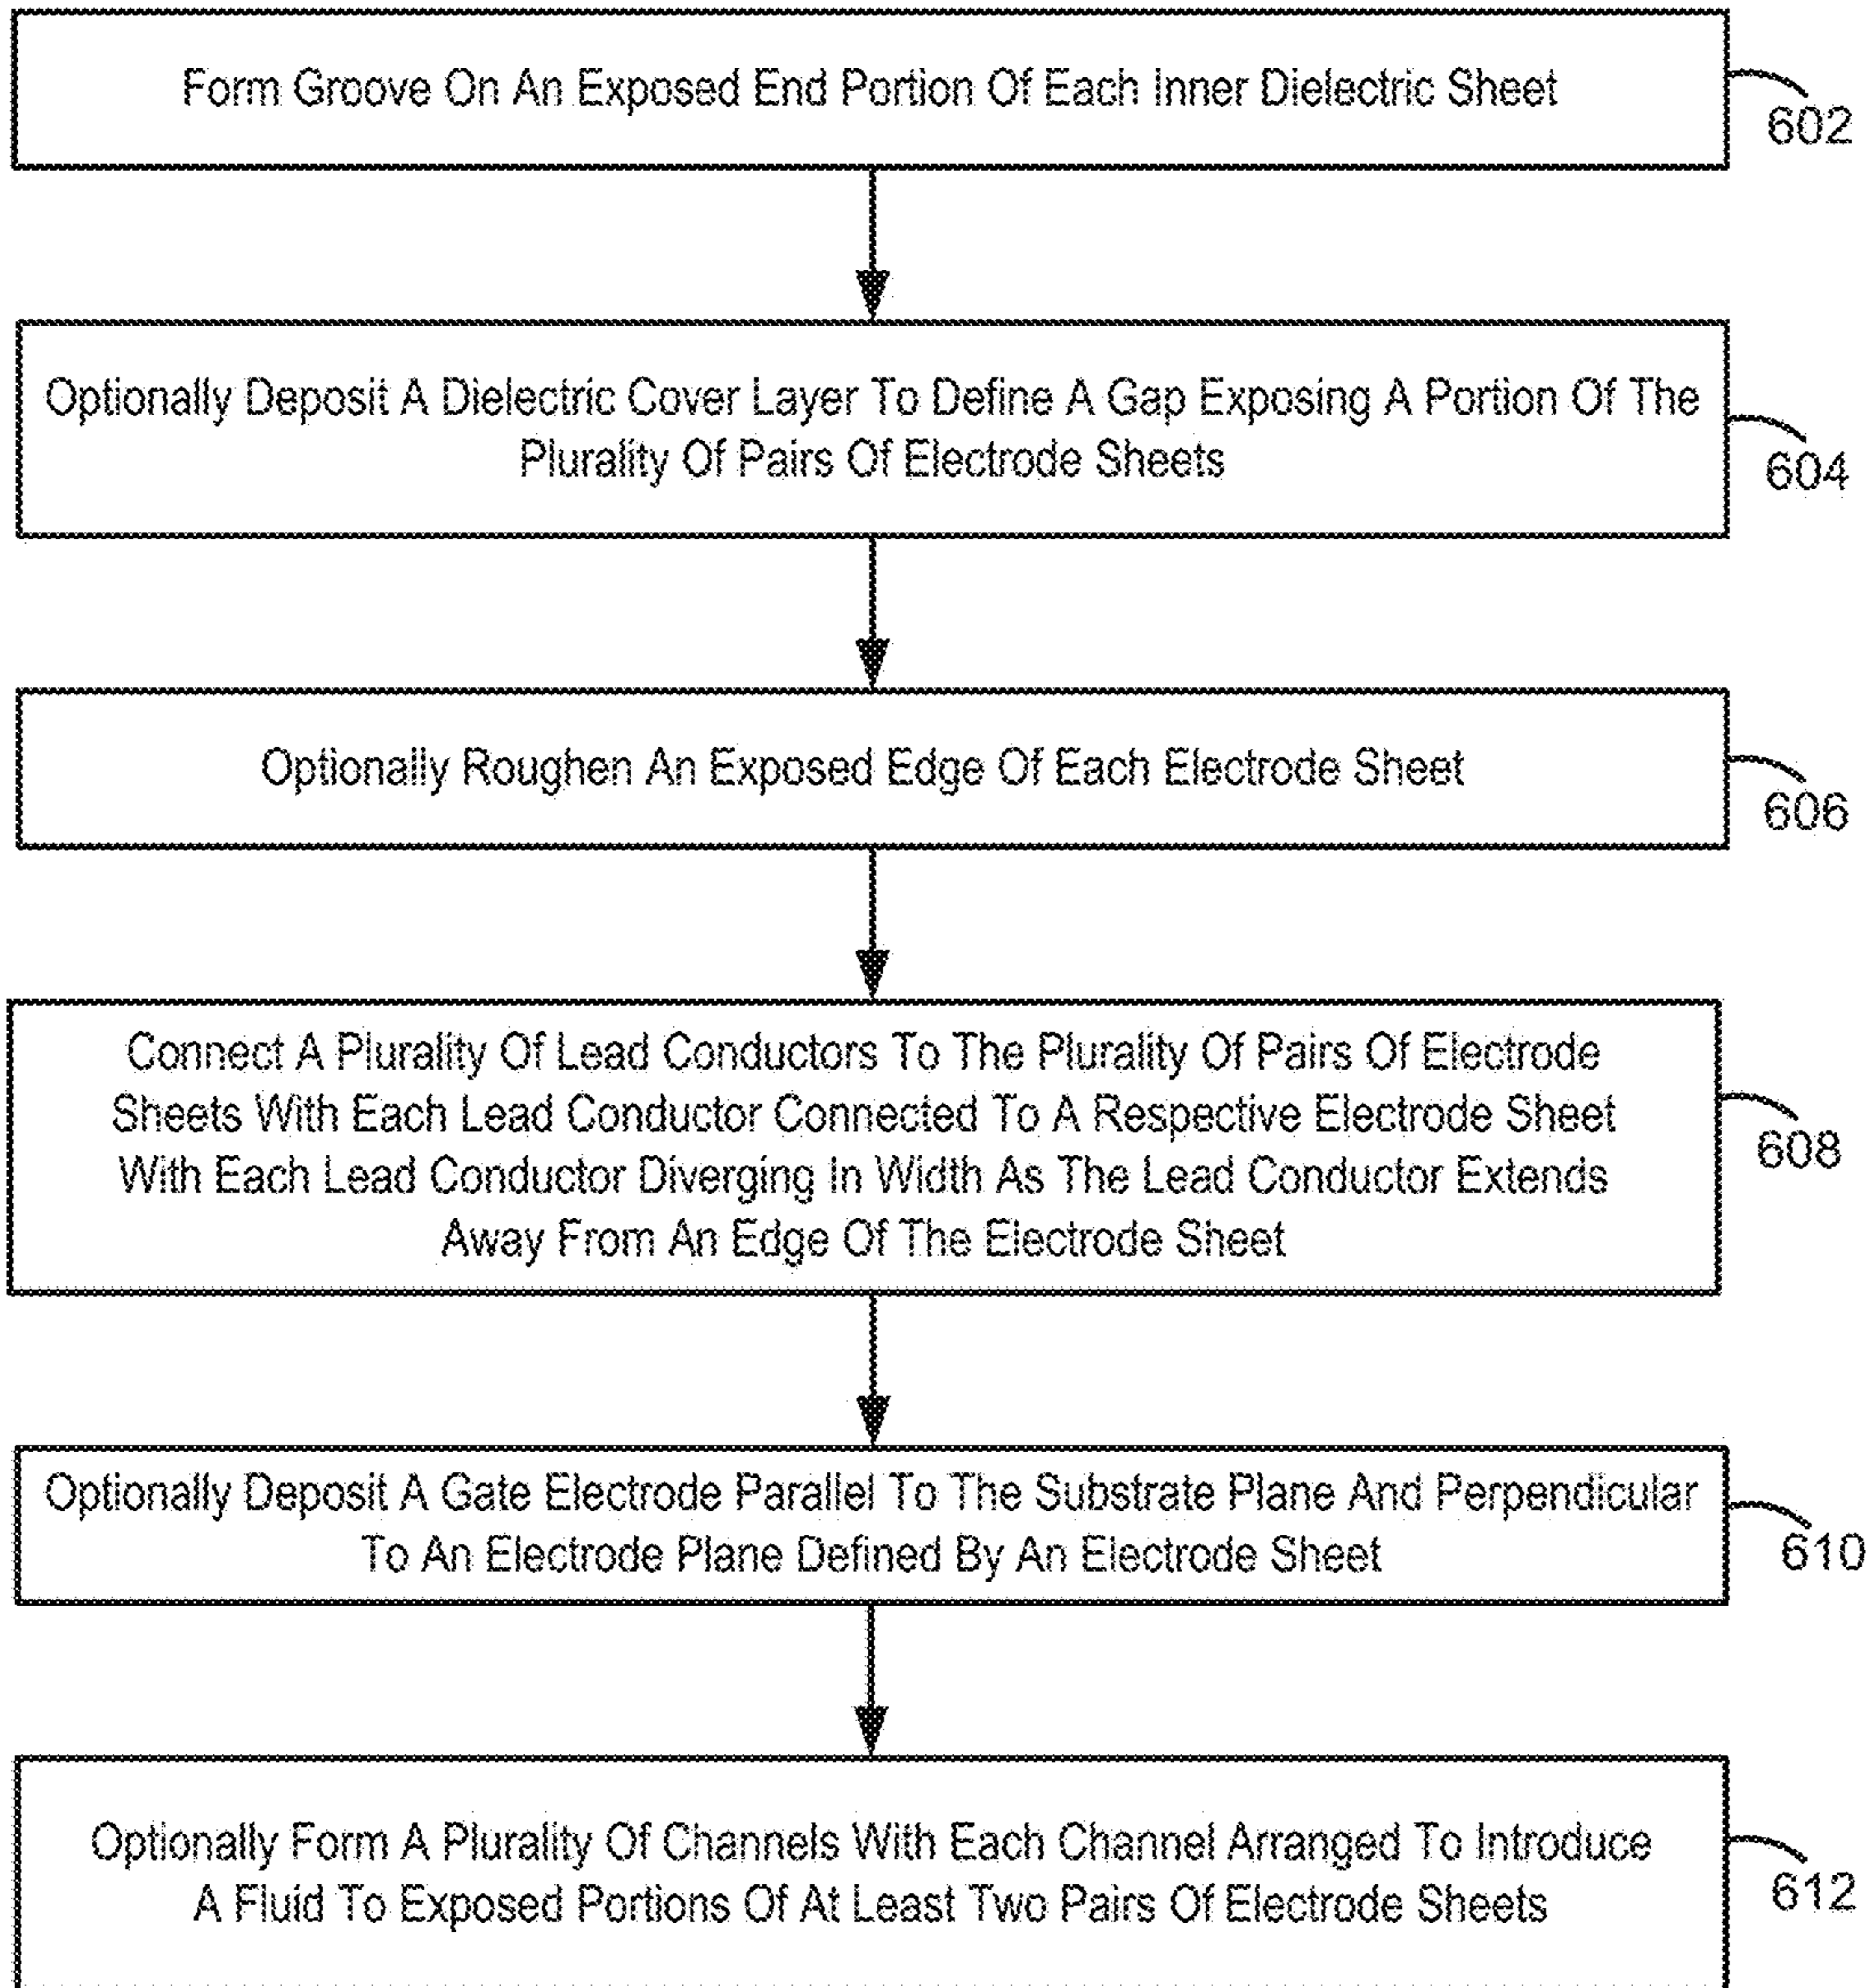 Form Groove On An Exposed End Portion Of Each Inner Dielectric Sheet
602
Optionally Deposit A Dielectric Cover Layer To Define A Gap Exposing A Portion Of The
Plurality Of Pairs Of Electrode Sheets
604
Optionally Roughen An Exposed Edge Of Each Electrode Sheet
606
Connect A Plurality Of Lead Conductors To The Plurality Of Pairs Of Electrode
Sheets With Each Lead Conductor Connected To A Respective Electrode Sheet
With Each Lead Conductor Diverging In Width As The Lead Conductor Extends
Away From An Edge Of The Electrode Sheet
608
Optionally Deposit A Gate Electrode Parallel To The Substrate Plane And Perpendicular
To An Electrode Plane Defined By An Electrode Sheet
610
Optionally Form A Plurality Of Channels With Each Channel Arranged To Introduce
A Fluid To Exposed Portions Of At Least Two Pairs Of Electrode Sheets
612